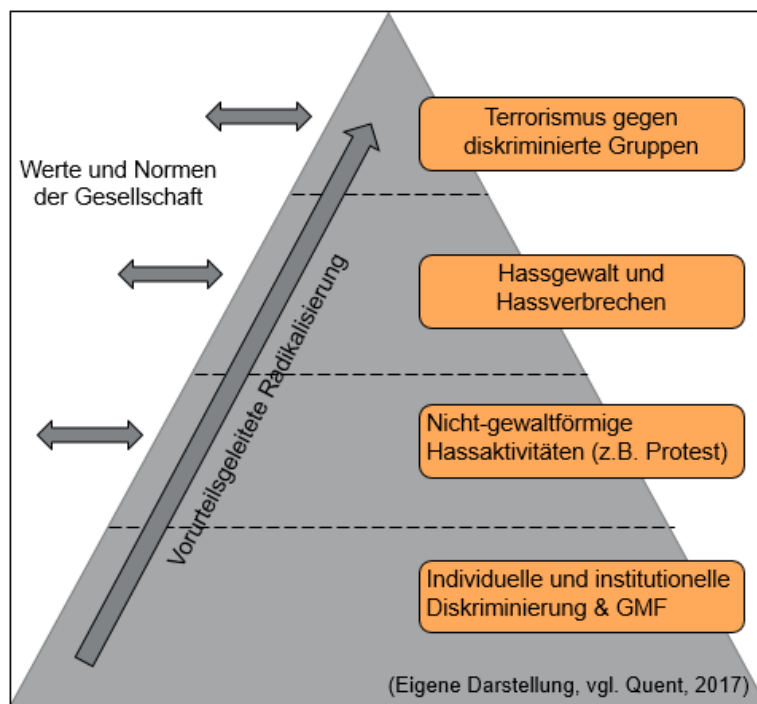 Terrorismus gegen
diskriminierte Gruppen
Werte und Normen
der Gesellschaft
Hassgewalt und
Hassverbrechen
Vorurteilsgeleitete Radikalisierung
Nicht-gewaltförmige
Hassaktivitäten (z.B. Protest)
Individuelle und institutionelle
Diskriminierung & GMF
(Eigene Darstellung, vgl. Quent, 2017)